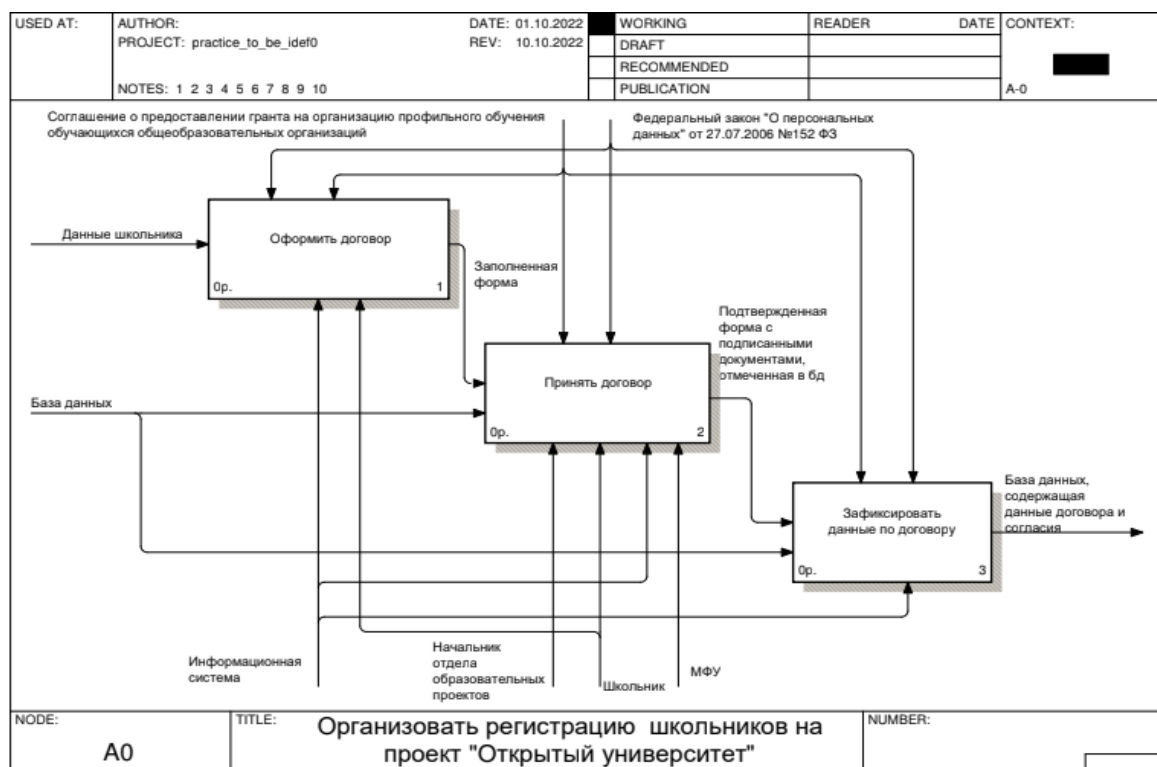 USED AT:
AUTHOR:
DATE: 01.10.2022
WORKING
READER
DATE
CONTEXT:
PROJECT: practice_to_be_idef0
REV: 10.10.2022
DRAFT
RECOMMENDED
NOTES: 1 2 3 4 5 6 7 8 9 10
PUBLICATION
A-0
Соглашение о предоставлении гранта на организацию профильного обучения
обучающихся общеобразовательных организаций
Федеральный закон "О персональных
данных" от 27.07.2006 №152 ФЗ
Данные школьника
Оформить договор
0р.
1
Заполненная
форма
Подтвержденная
форма с
подписанными
документами,
отмеченная в бд
Принять договор
0р.
2
База данных
Зафиксировать
данные по договору
0р.
3
База данных,
содержащая
данные договора и
согласия
Информационная
система
Начальник
отдела
образовательных
проектов
Школьник
МФУ
NODE:
A0
TITLE:
Организовать регистрацию школьников на
проект "Открытый университет"
NUMBER: